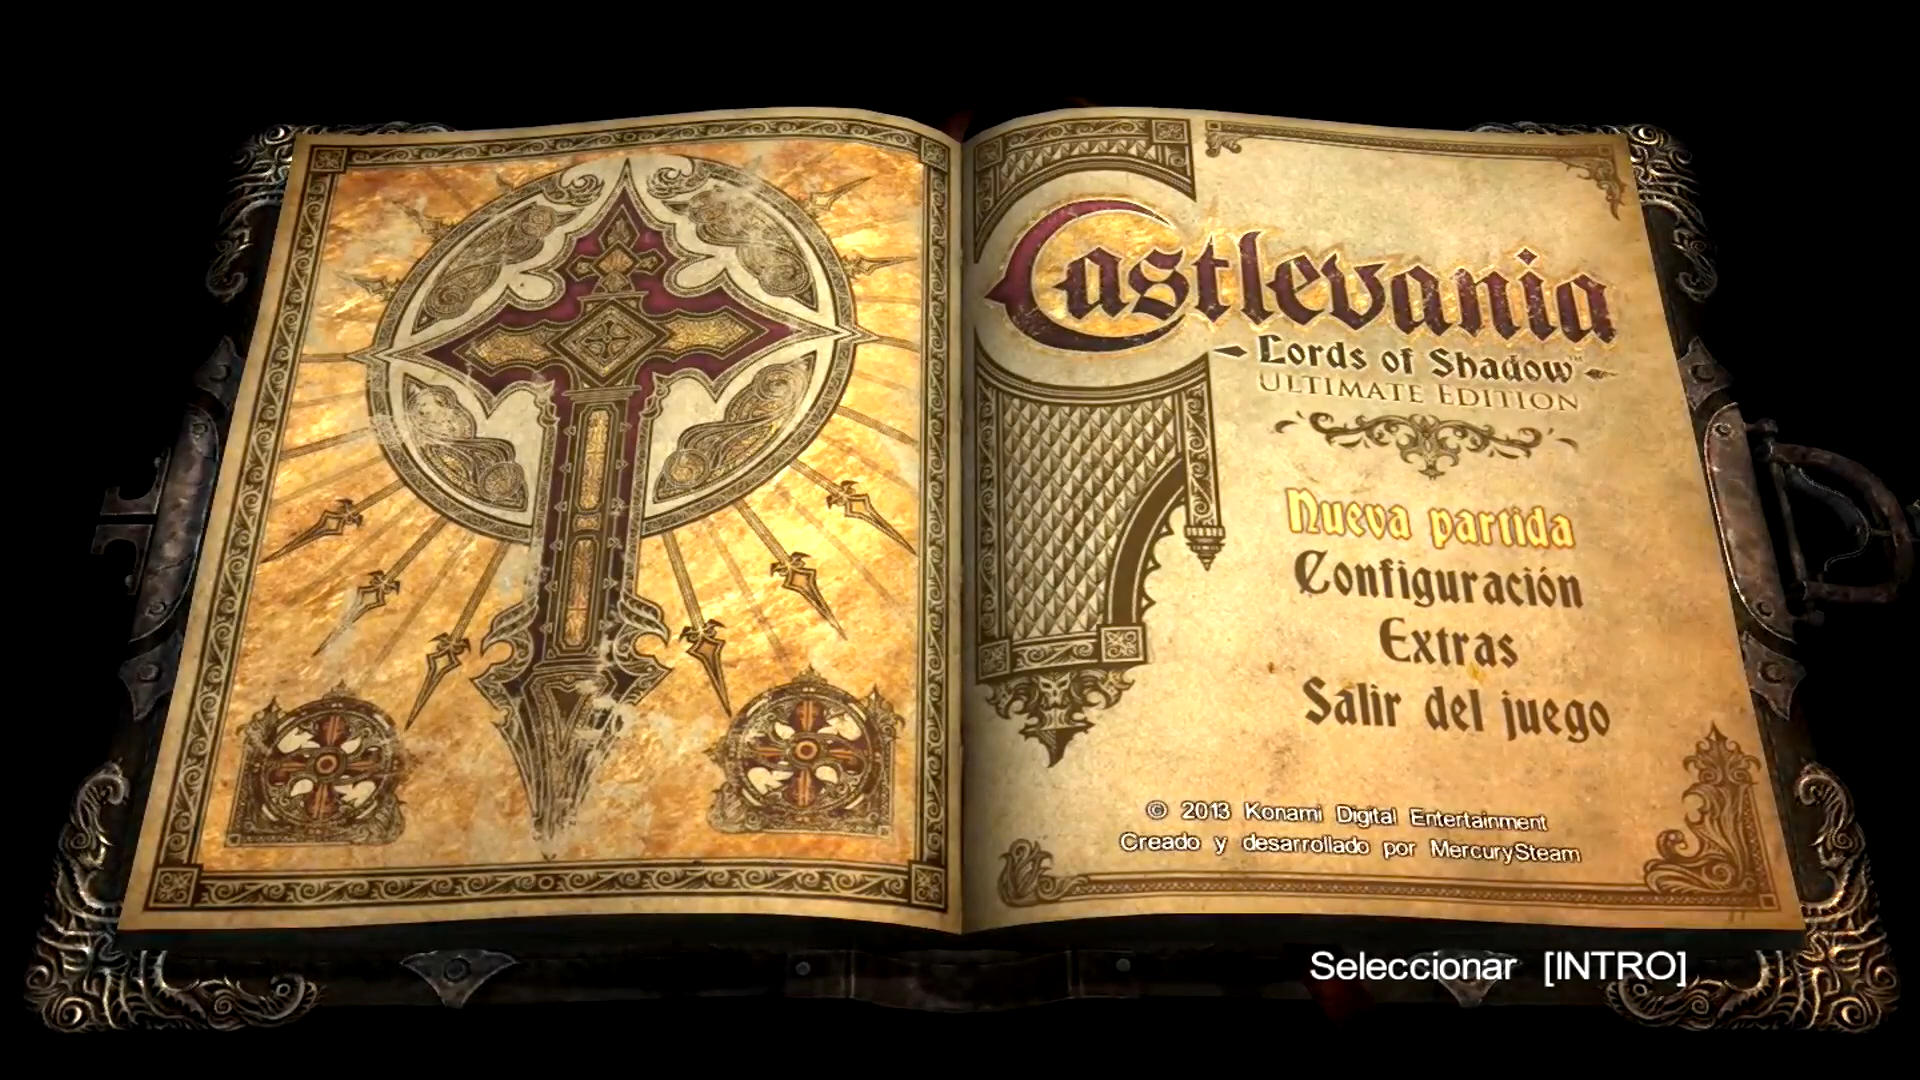 Castlevania
Lords of Shadow™
ULTIMATE EDITION
Nueva partida
Configuración
Extras
Salir del juego
© 2013 Konami Digital Entertainment
Creado y desarrollado por MercurySteam
Seleccionar [INTRO]